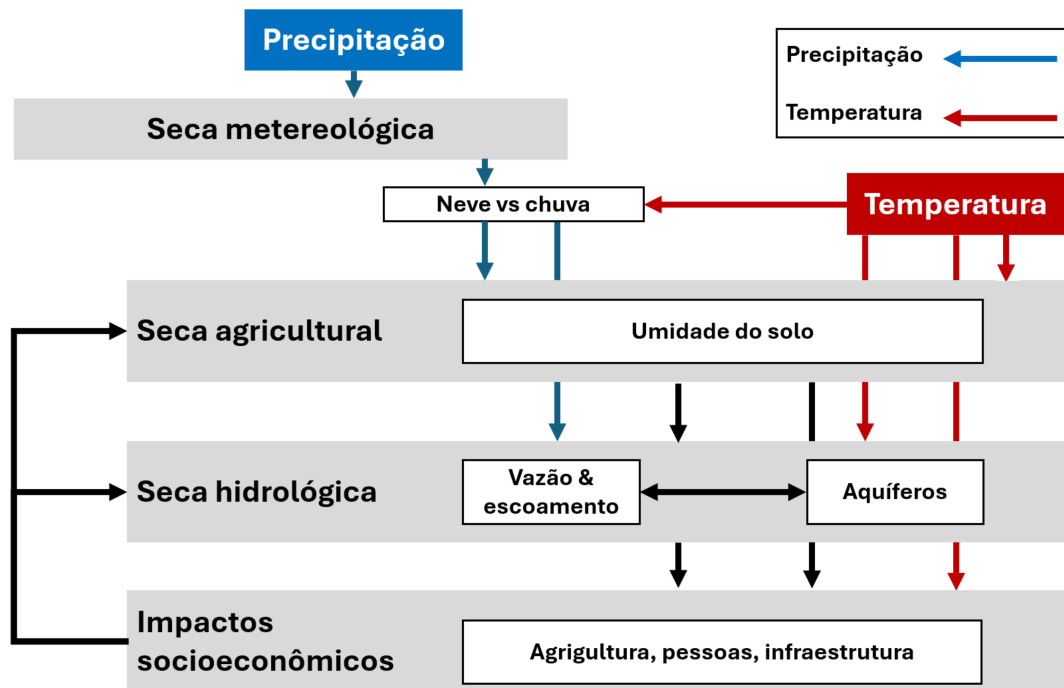 Precipitação
Precipitação
Temperatura
Seca metereológica
Neve vs chuva
Temperatura
Seca agricultural
Umidade do solo
Seca hidrológica
Vazão &
escoamento
Aquíferos
Impactos
socioeconômicos
Agrigultura, pessoas, infraestrutura